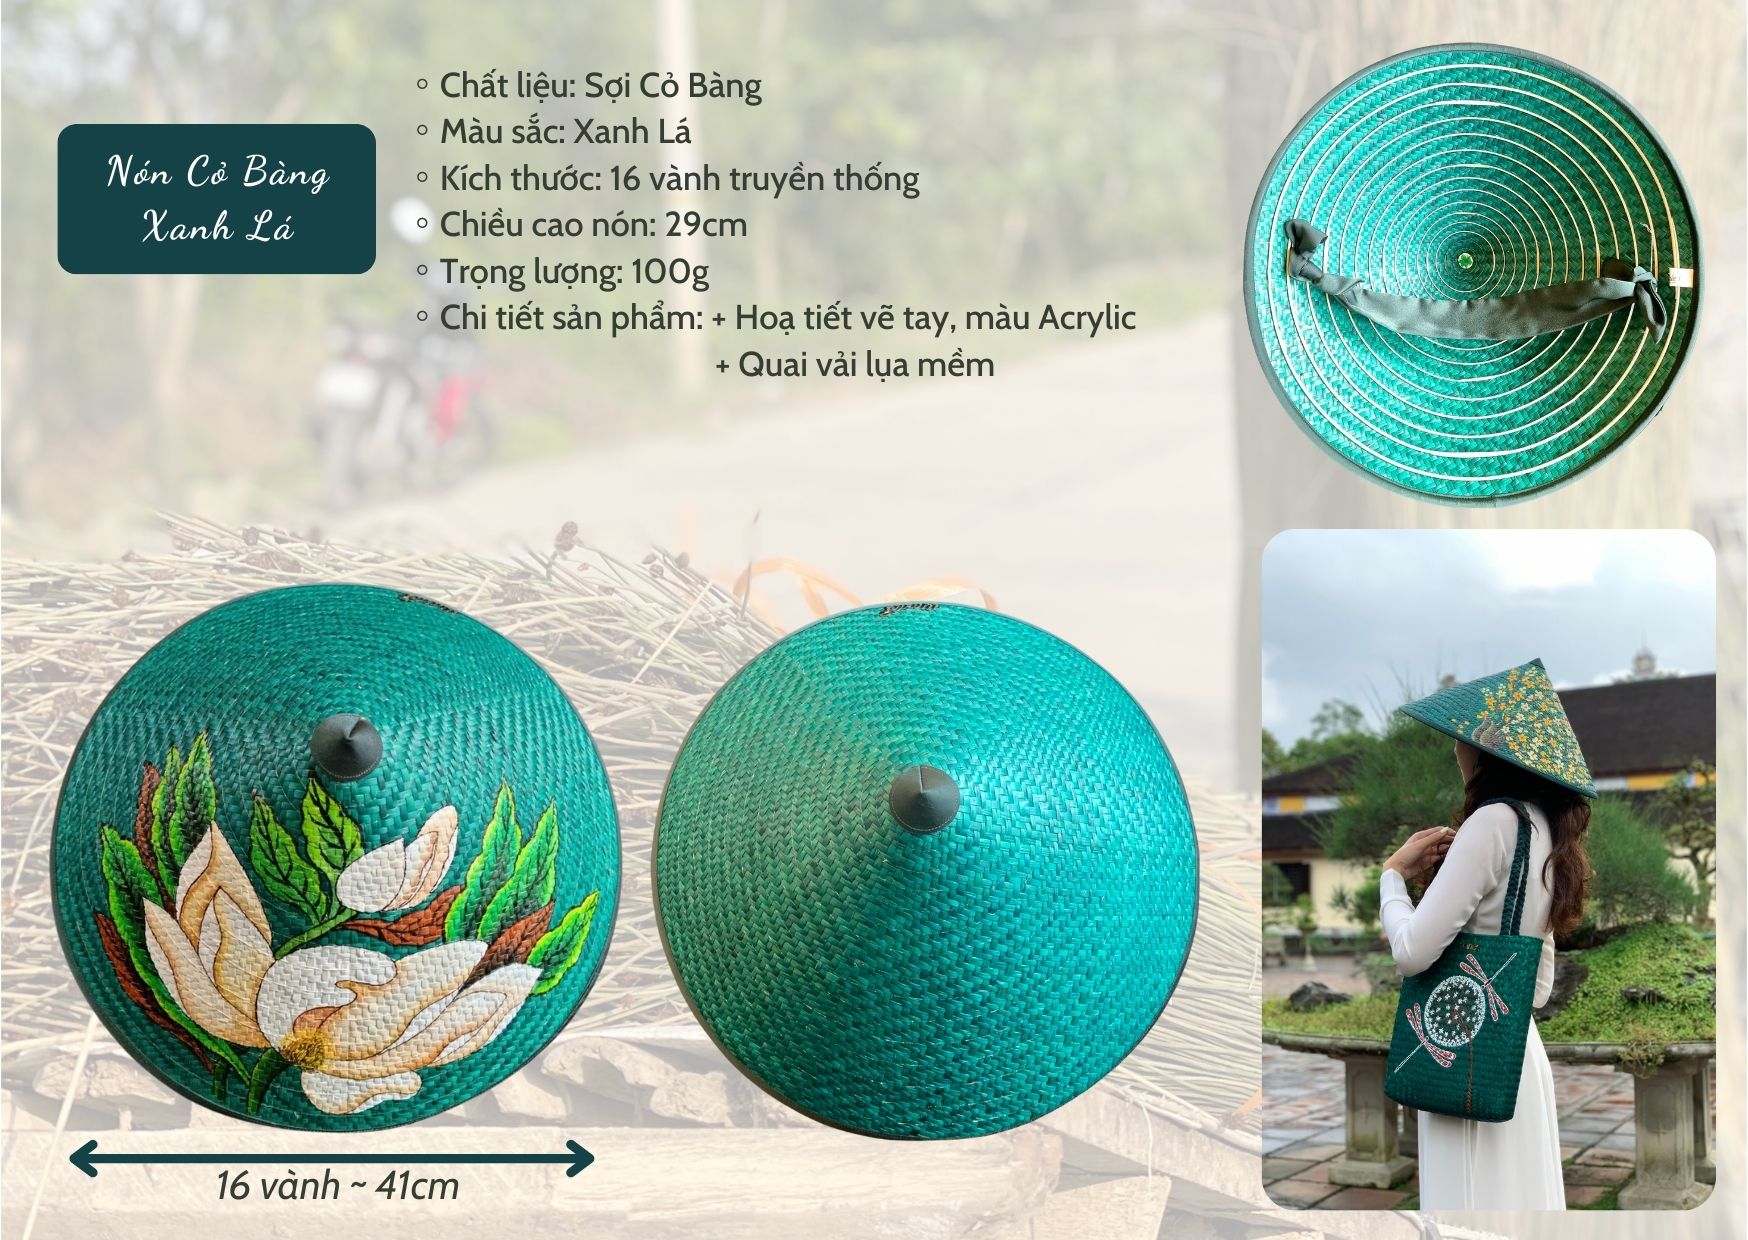 Nón Cỏ Bàng
Xanh Lá
◦ Chất liệu: Sợi Cỏ Bàng
◦ Màu sắc: Xanh Lá
◦ Kích thước: 16 vành truyền thống
◦ Chiều cao nón: 29cm
◦ Trọng lượng: 100g
◦ Chi tiết sản phẩm: + Hoạ tiết vẽ tay, màu Acrylic
+ Quai vải lụa mềm
16 vành ~ 41cm